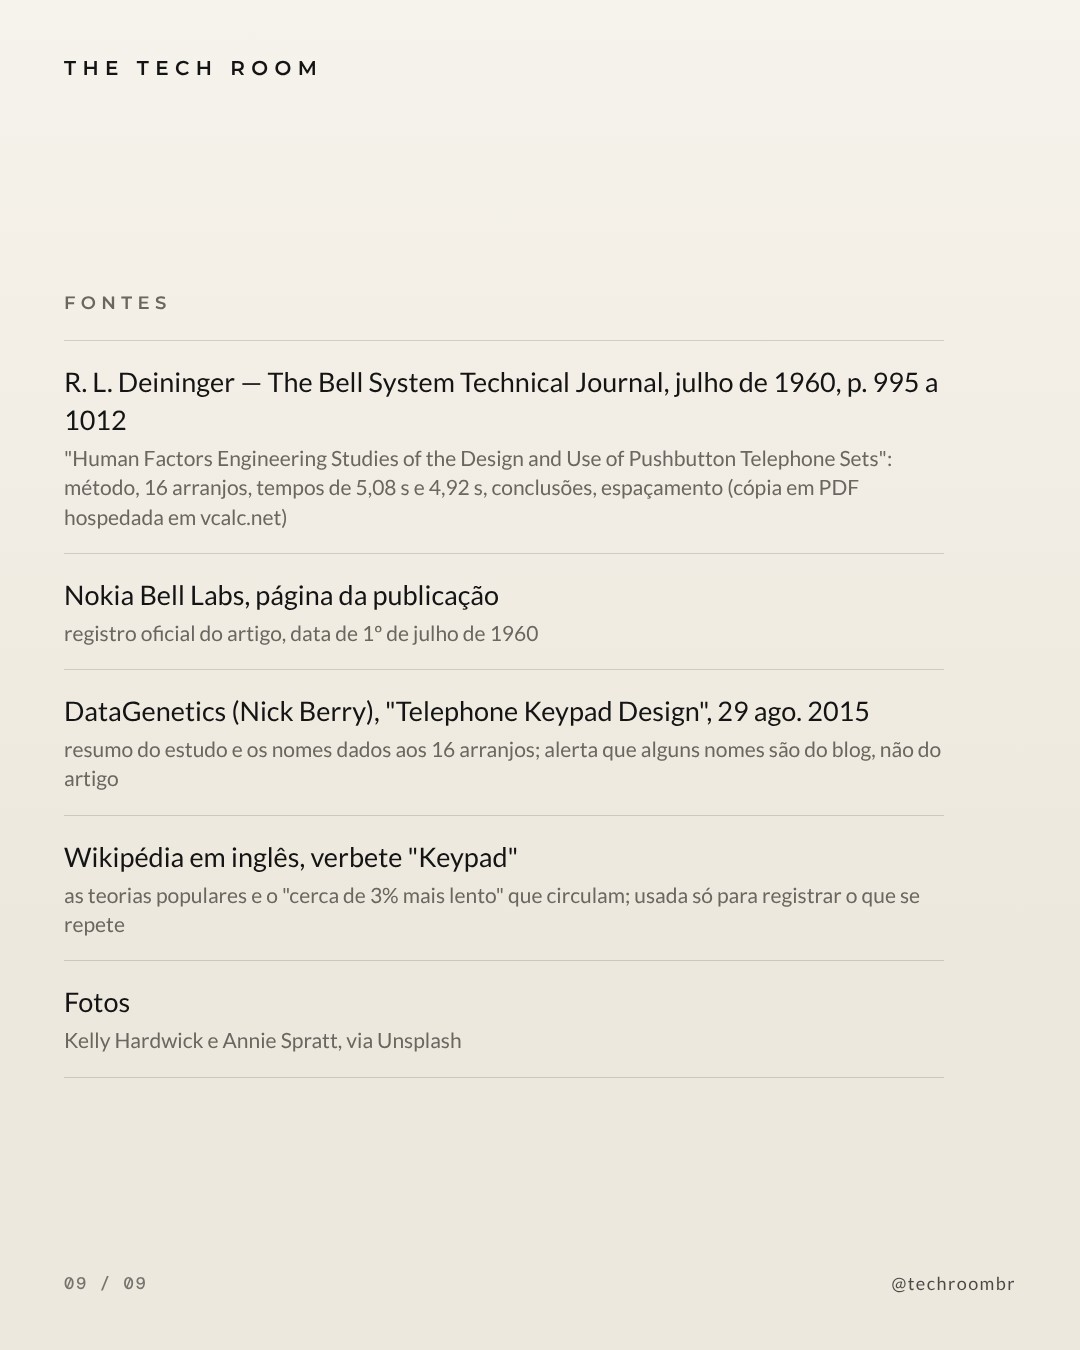 THE TECH ROOM
FONTES
R. L. Deininger — The Bell System Technical Journal, julho de 1960, p. 995 a
1012
"Human Factors Engineering Studies of the Design and Use of Pushbutton Telephone Sets":
método, 16 arranjos, tempos de 5,08 s e 4,92 s, conclusões, espaçamento (cópia em PDF
hospedada em vcalc.net)
Nokia Bell Labs, página da publicação
registro oficial do artigo, data de 1º de julho de 1960
DataGenetics (Nick Berry), "Telephone Keypad Design", 29 ago. 2015
resumo do estudo e os nomes dados aos 16 arranjos; alerta que alguns nomes são do blog, não do
artigo
Wikipédia em inglês, verbete "Keypad"
as teorias populares e o "cerca de 3% mais lento" que circulam; usada só para registrar o que se
repete
Fotos
Kelly Hardwick e Annie Spratt, via Unsplash
09 / 09
@techroombr